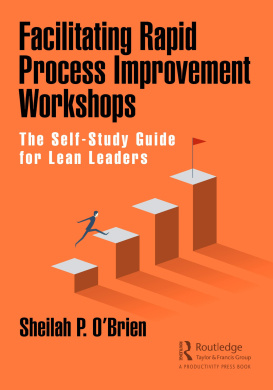 Facilitating Rapid
Process Improvement
Workshops
The Self-Study Guide
for Lean Leaders
Sheilah P. O'Brien
Routledge
Taylor & Francis Group
A PRODUCTIVITY PRESS BOOK